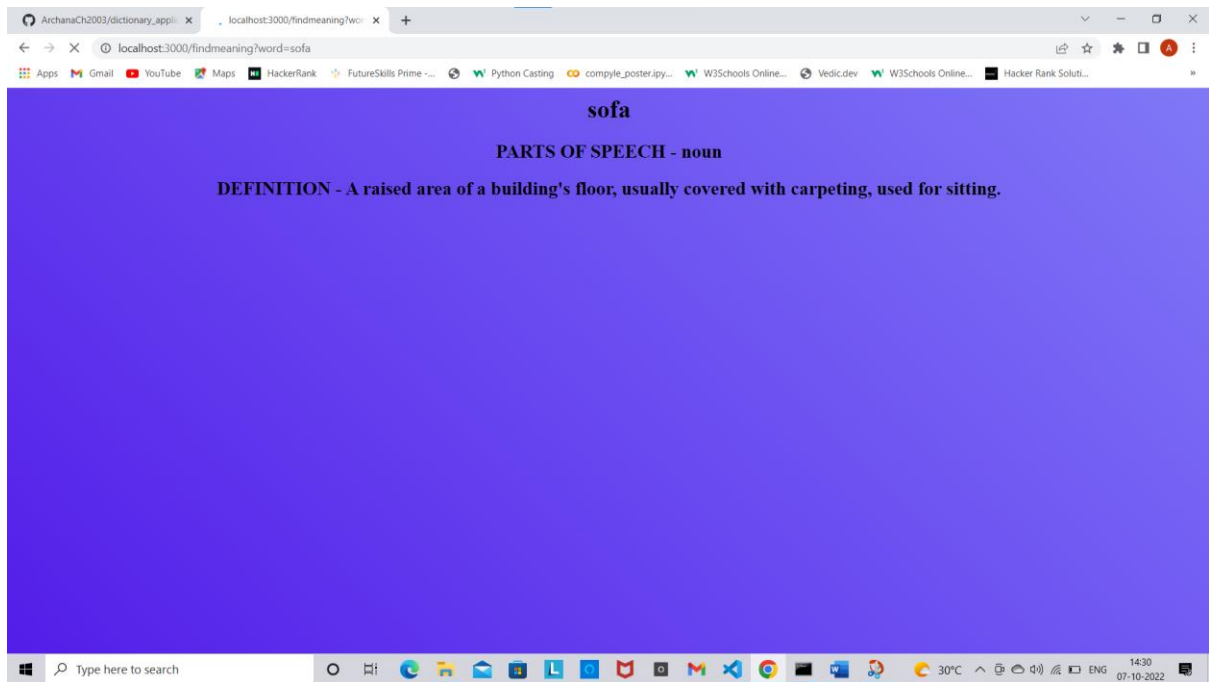 ArchanaCh2003/dictionary_appli
localhost:3000/findmeaning?wor
localhost:3000/findmeaning?word=sofa
A
Apps Gmail YouTube Maps HackerRank FutureSkills Prime -... Python Casting compyle_poster.ipy... W3Schools Online... Vedic.dev W3Schools Online... Hacker Rank Soluti... »
sofa
PARTS OF SPEECH - noun
DEFINITION - A raised area of a building's floor, usually covered with carpeting, used for sitting.
Type here to search
30°C ENG 14:30
07-10-2022